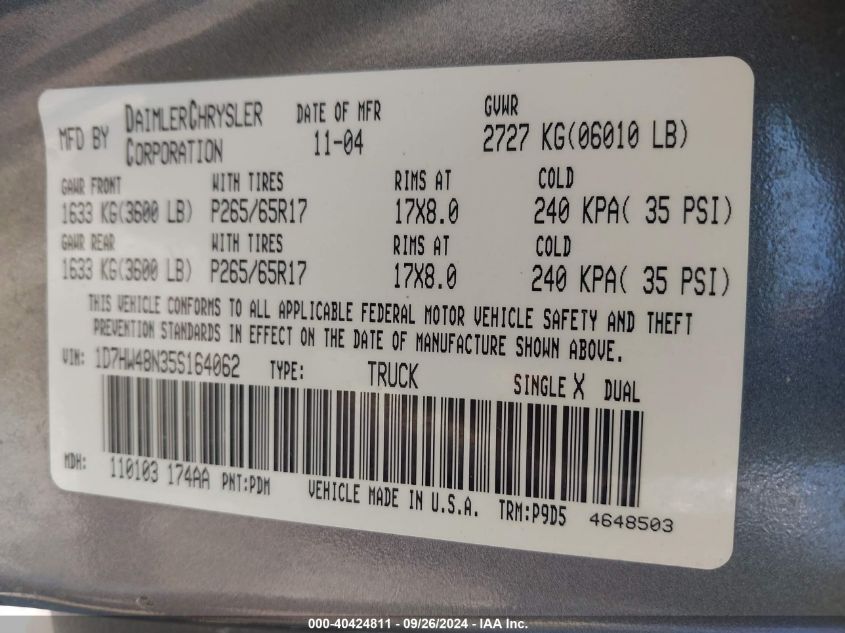 MFD BY DAIMLERCHRYSLER CORPORATION DATE OF MFR 11-04 GVWR 2727 KG(06010 LB)
GAWR FRONT WITH TIRES RIMS AT COLD
1633 KG(3600 LB) P265/65R17 17X8.0 240 KPA( 35 PSI)
GAWR REAR WITH TIRES RIMS AT COLD
1633 KG(3600 LB) P265/65R17 17X8.0 240 KPA( 35 PSI)
THIS VEHICLE CONFORMS TO ALL APPLICABLE FEDERAL MOTOR VEHICLE SAFETY AND THEFT
PREVENTION STANDARDS IN EFFECT ON THE DATE OF MANUFACTURE SHOWN ABOVE.
VIN: 1D7HW48N35S164062 TYPE: TRUCK SINGLE X DUAL
MDH: 110103 174AA PNT:PDM VEHICLE MADE IN U.S.A. TRM:P9D5 4648503
000-40424811 - 09/26/2024 - IAA Inc.